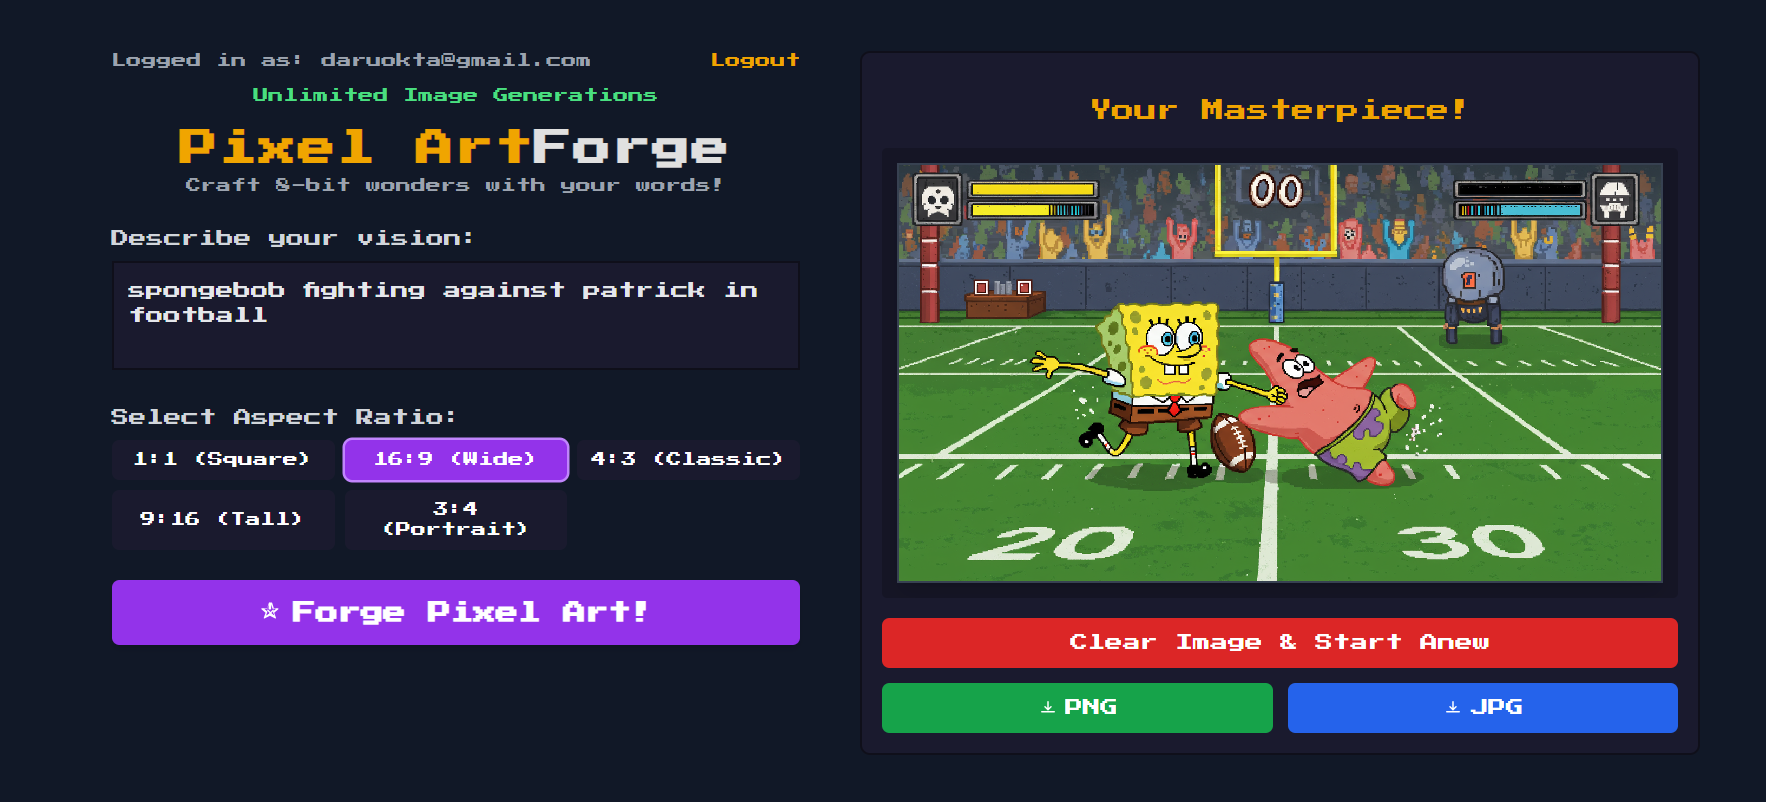 Logged in as: daruokta@gmail.com
Logout
Unlimited Image Generations
Pixel ArtForge
Craft 8-bit wonders with your words!
Describe your vision:
spongebob fighting against patrick in
football
Select Aspect Ratio:
1:1 (Square)
16:9 (Wide)
4:3 (Classic)
9:16 (Tall)
3:4
(Portrait)
☆ Forge Pixel Art!
Your Masterpiece!
00
1
20
30
Clear Image & Start Anew
PNG
JPG